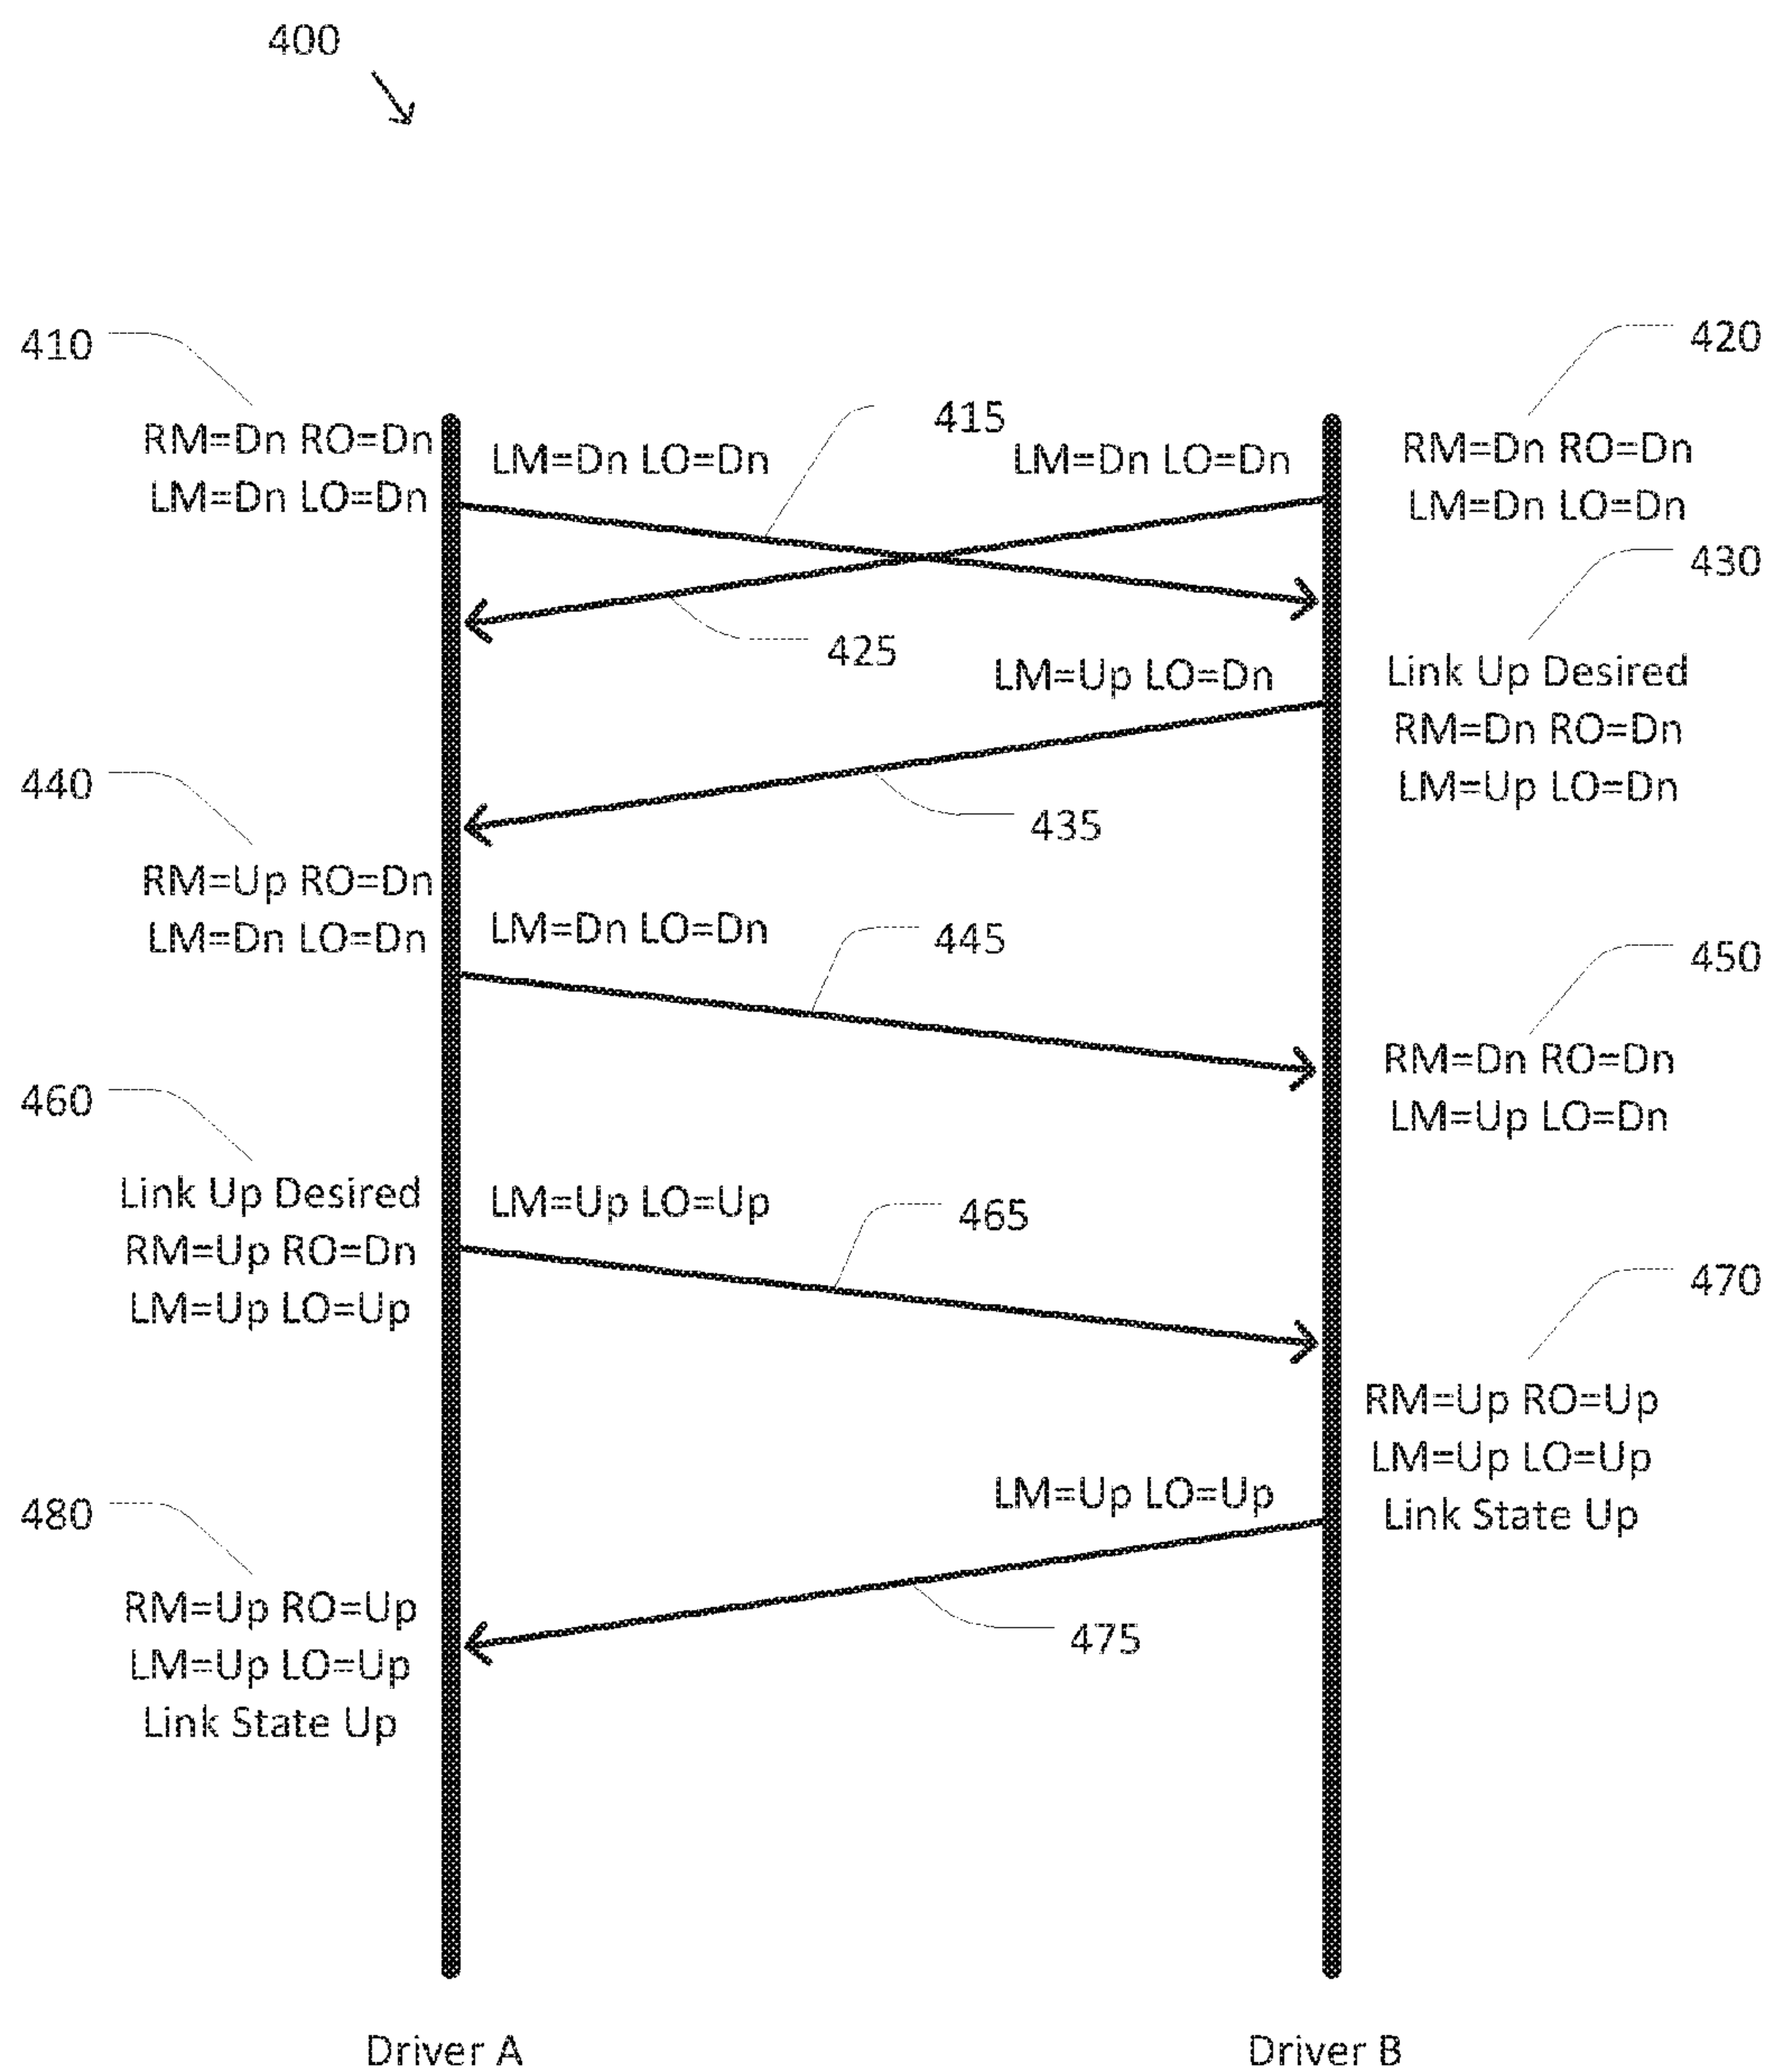 400
410
420
415
RM=Dn RO=Dn
LM=Dn LO=Dn
LM=Dn LO=Dn
LM=Dn LO=Dn
RM=Dn RO=Dn
LM=Dn LO=Dn
430
425
LM=Up LO=Dn
Link Up Desired
RM=Dn RO=Dn
LM=Up LO=Dn
440
435
RM=Up RO=Dn
LM=Dn LO=Dn
LM=Dn LO=Dn
445
450
RM=Dn RO=Dn
LM=Up LO=Dn
460
Link Up Desired
RM=Up RO=Dn
LM=Up LO=Up
LM=Up LO=Up
465
470
RM=Up RO=Up
LM=Up LO=Up
Link State Up
LM=Up LO=Up
480
475
RM=Up RO=Up
LM=Up LO=Up
Link State Up
Driver A
Driver B